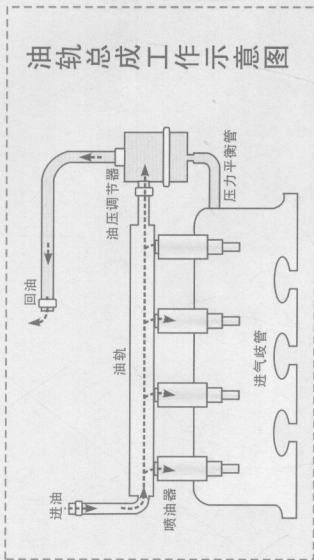 油轨总成工作示意图
进油
回油
油轨
油压调节器
压力平衡管
喷油器
进气歧管